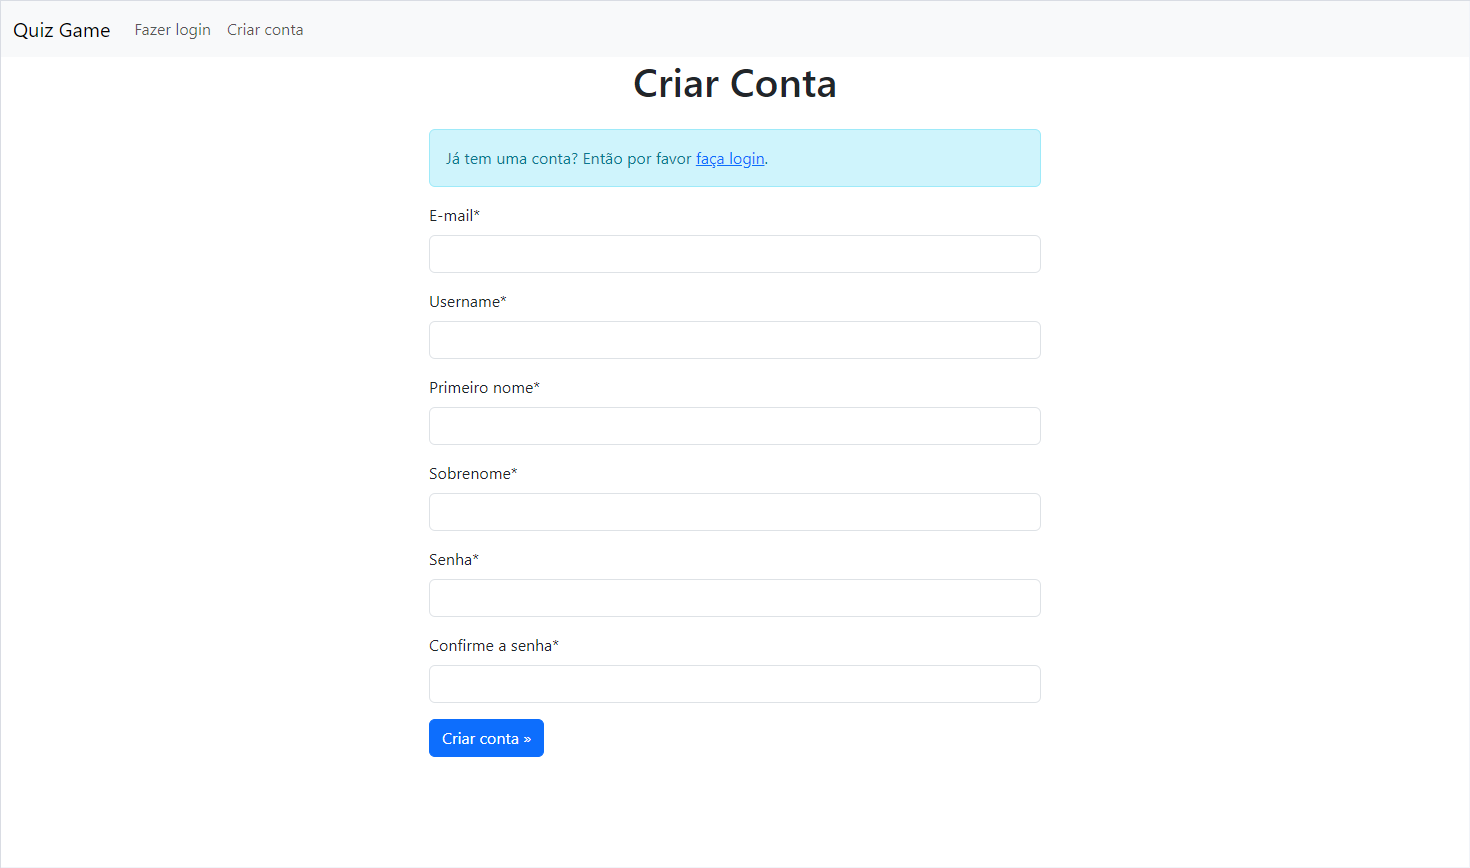 Quiz Game Fazer login Criar conta
Criar Conta
Já tem uma conta? Então por favor faça login.
E-mail*
Username*
Primeiro nome*
Sobrenome*
Senha*
Confirme a senha*
Criar conta »